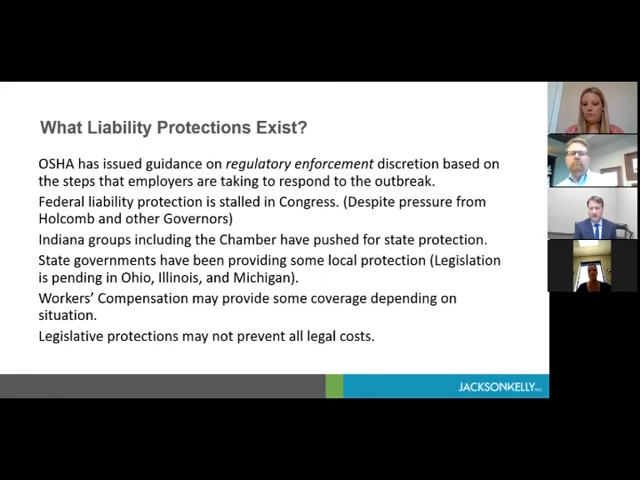 What Liability Protections Exist?
OSHA has issued guidance on regulatory enforcement discretion based on
the steps that employers are taking to respond to the outbreak.
Federal liability protection is stalled in Congress. (Despite pressure from
Holcomb and other Governors)
Indiana groups including the Chamber have pushed for state protection.
State governments have been providing some local protection (Legislation
is pending in Ohio, Illinois, and Michigan).
Workers' Compensation may provide some coverage depending on
situation.
Legislative protections may not prevent all legal costs.
JACKSONKELLY